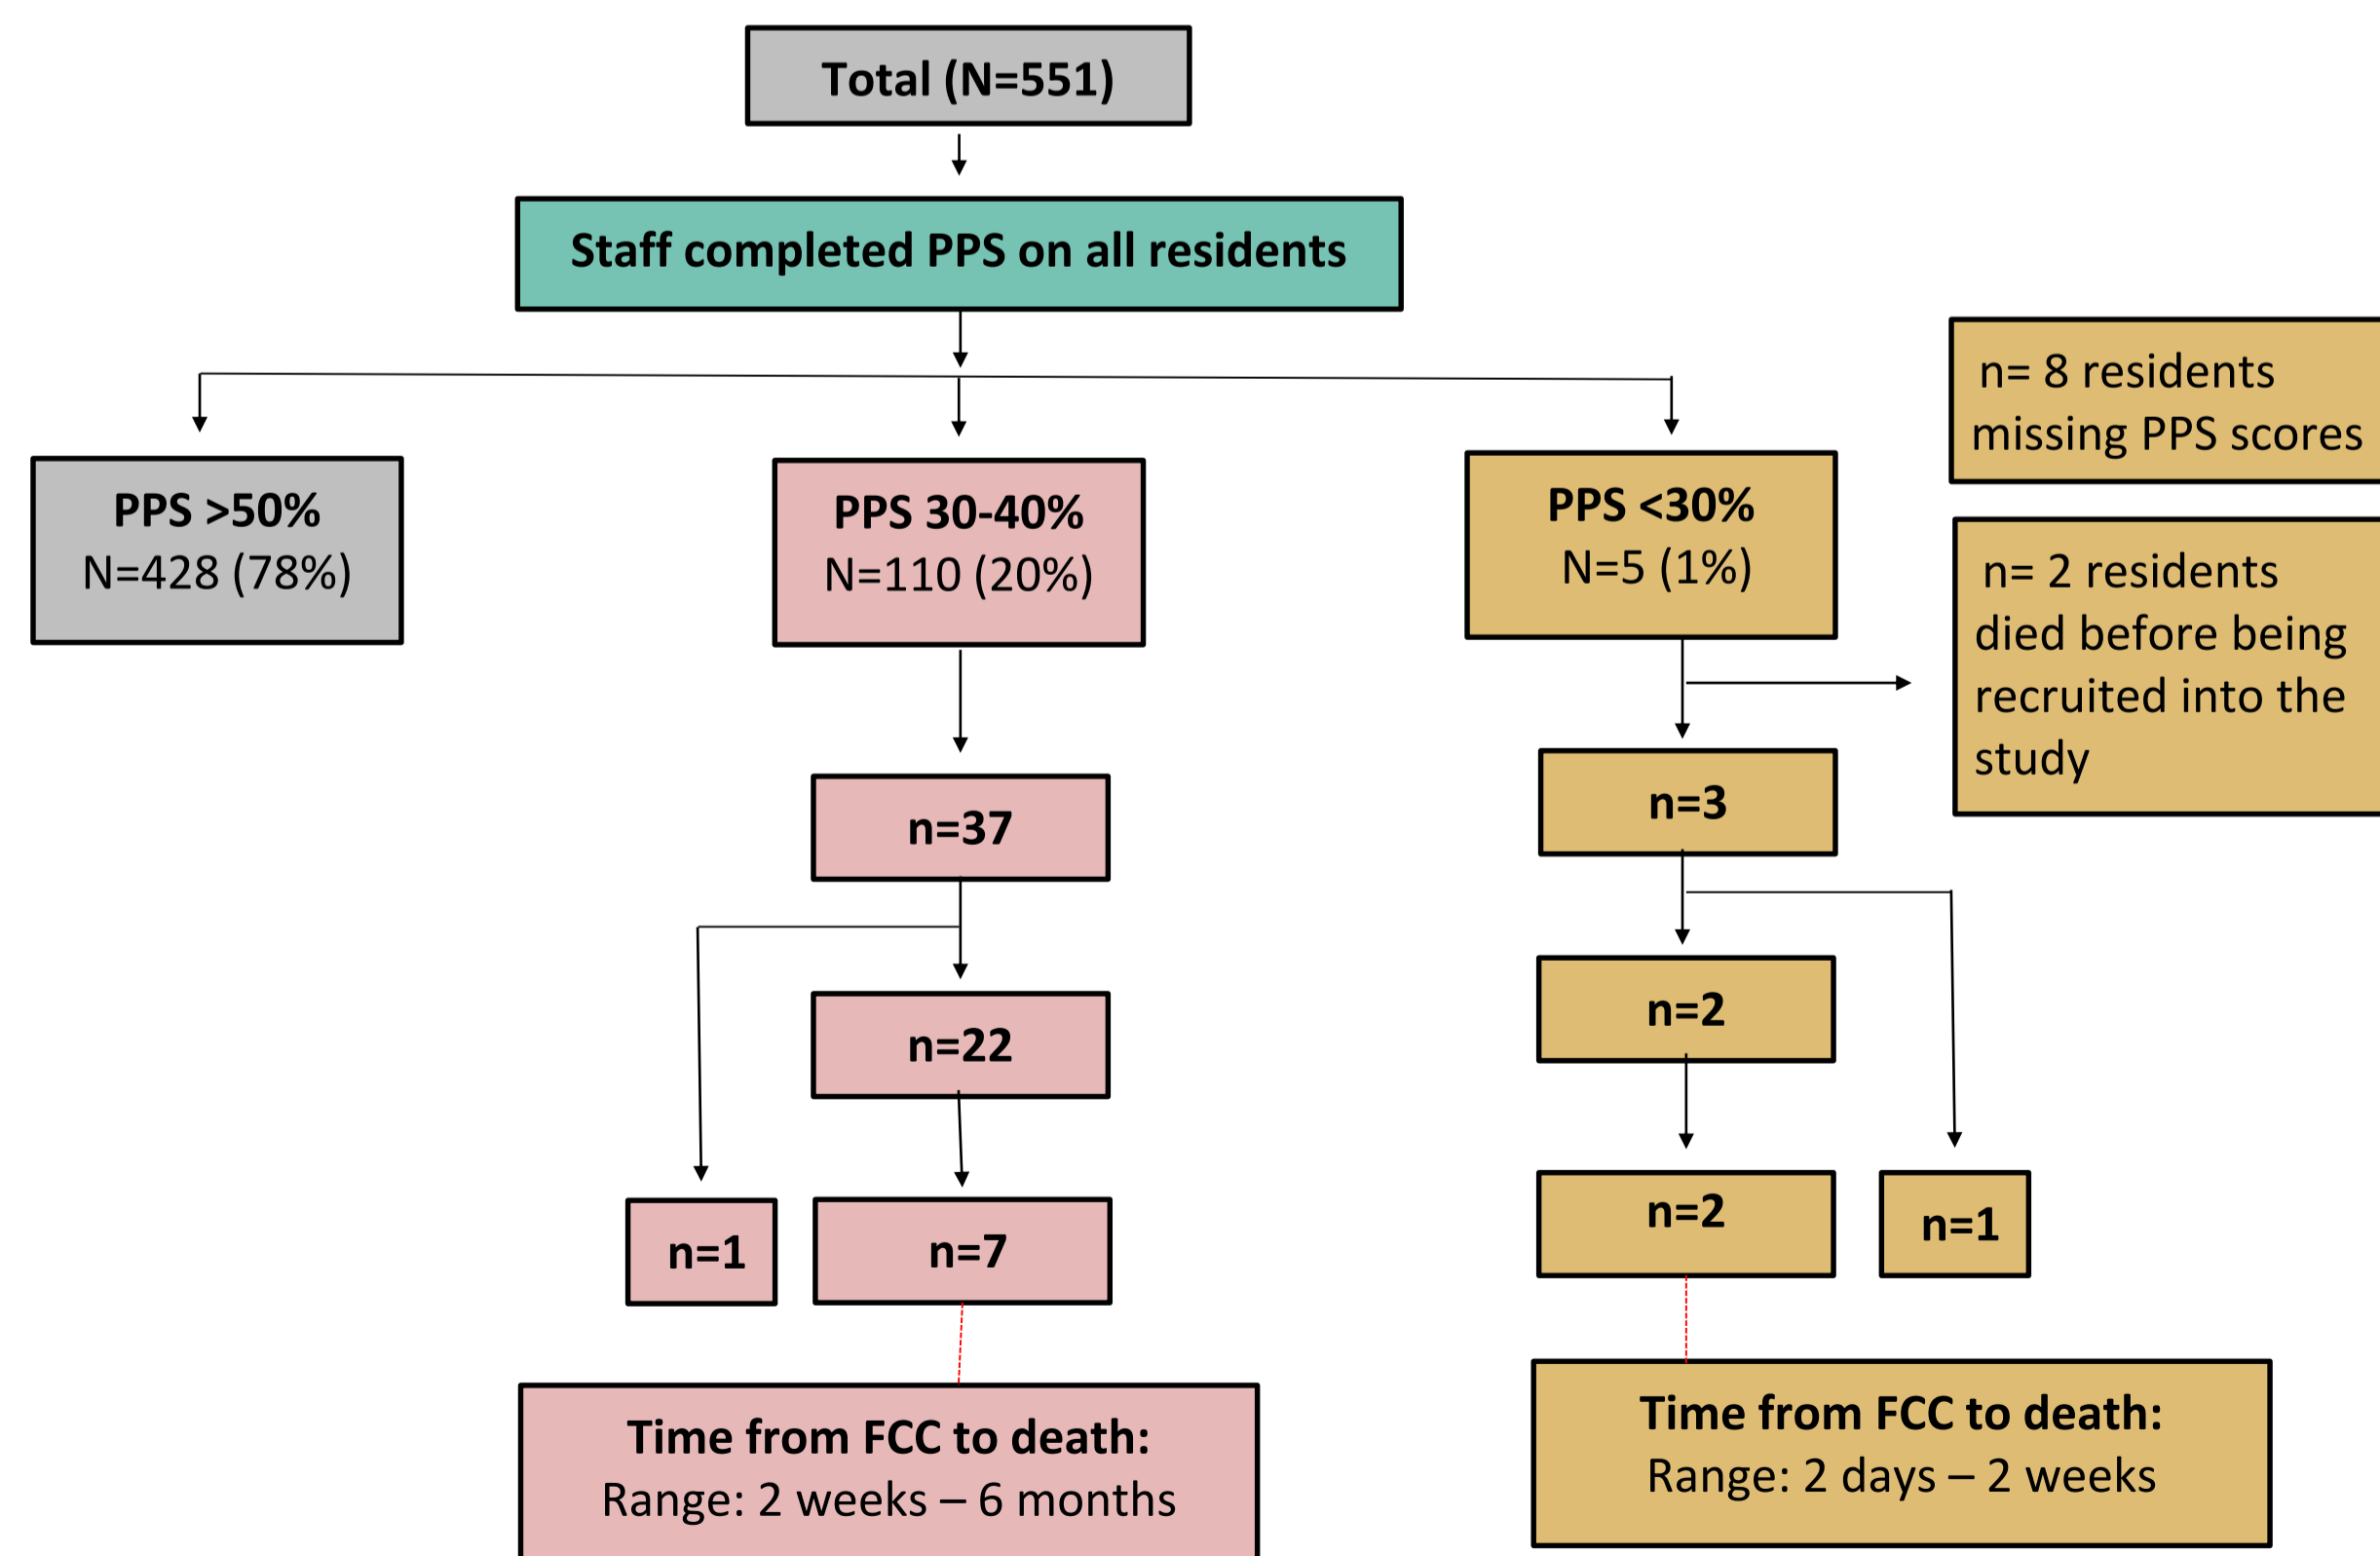 Total (N=551)
Staff completed PPS on all residents
n= 8 residents
missing PPS scores
PPS >50%
N=428 (78%)
PPS 30-40%
N=110 (20%)
PPS <30%
N=5 (1%)
n= 2 residents
died before being
recruited into the
study
n=37
n=3
n=22
n=2
n=1
n=7
n=2
n=1
Time from FCC to death:
Range: 2 weeks – 6 months
Time from FCC to death:
Range: 2 days – 2 weeks